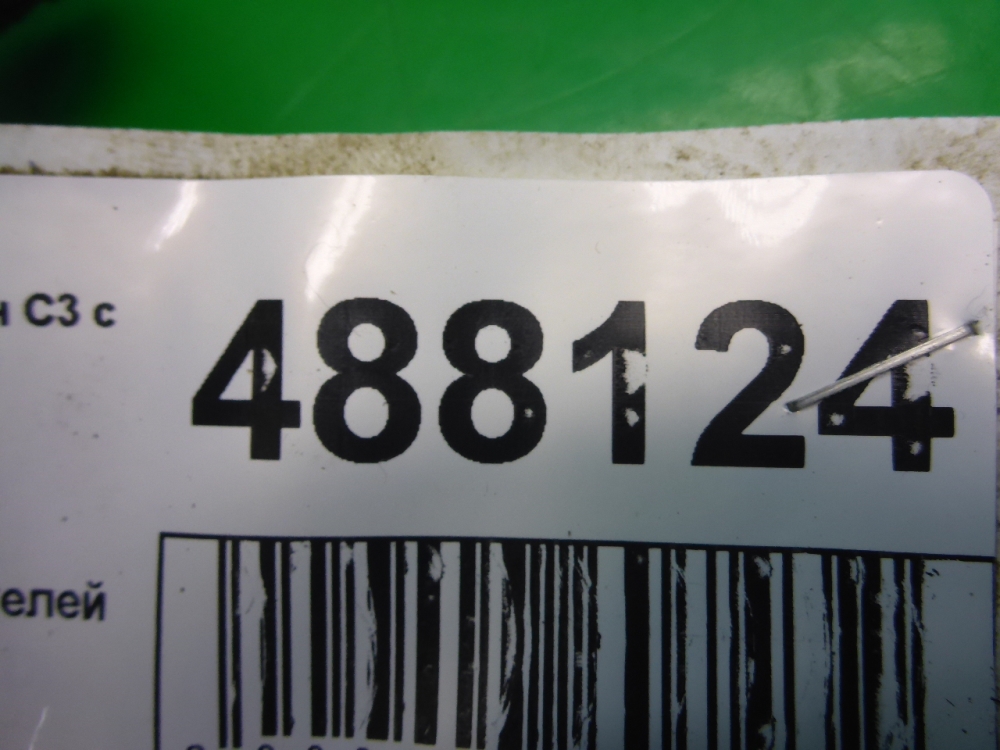 н С3 с
488124
елей